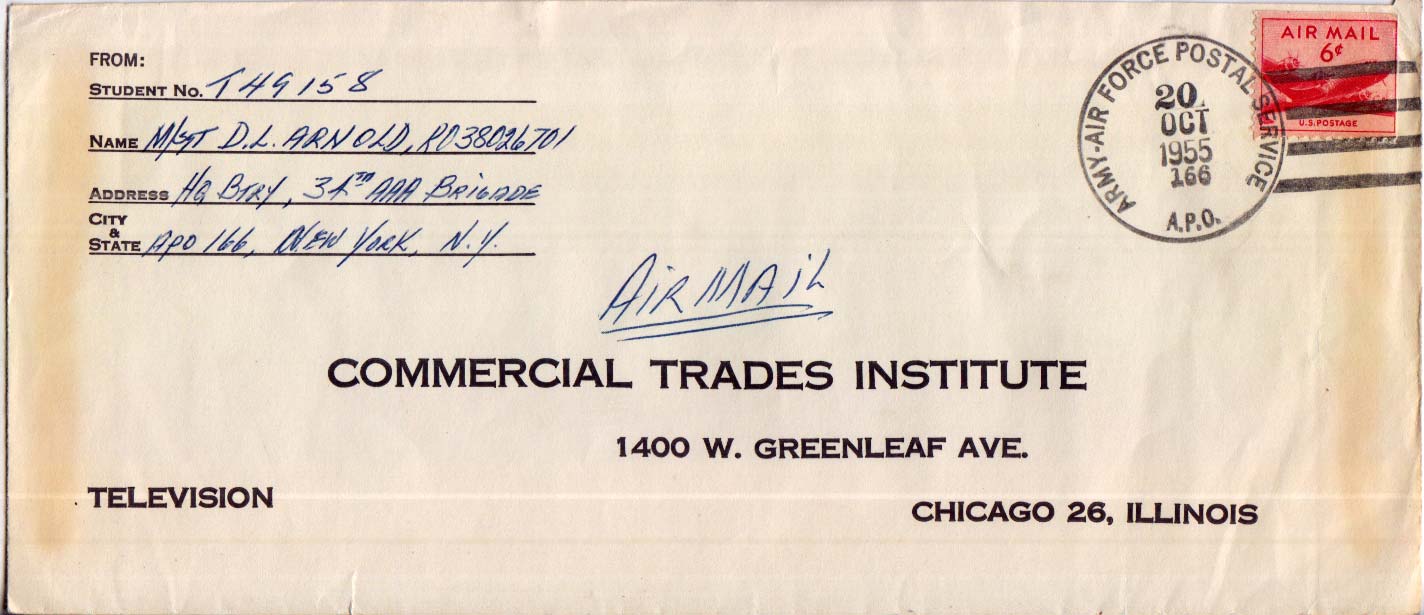 FROM:
STUDENT No. T49158
NAME M/SGT D.L. ARNOLD, RO38026701
ADDRESS HQ BTRY, 34TH AAA BRIGADE
CITY & STATE APO 166, NEW YORK, N.Y.
ARMY-AIR FORCE POSTAL SERVICE
20
OCT
1955
166
A.P.O.
AIR MAIL
6¢
U.S. POSTAGE
AIR MAIL
COMMERCIAL TRADES INSTITUTE
1400 W. GREENLEAF AVE.
TELEVISION
CHICAGO 26, ILLINOIS